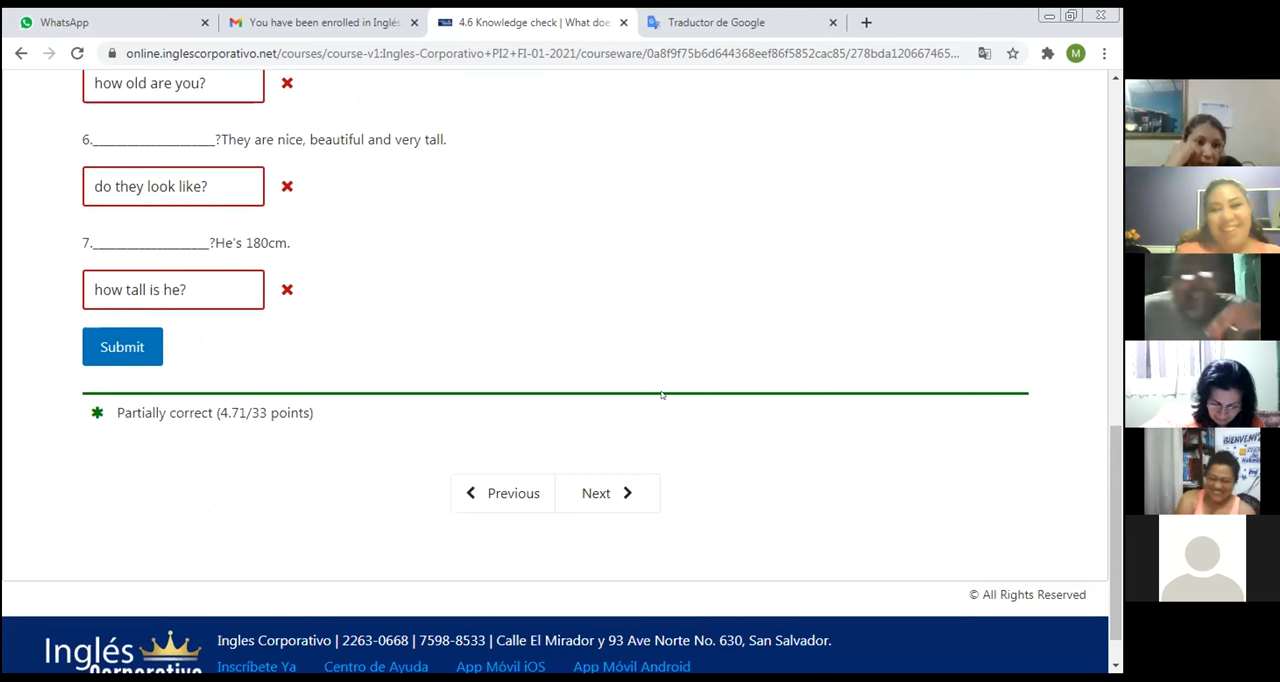 WhatsApp
You have been enrolled in Inglés
4.6 Knowledge check | What doe
Traductor de Google
online.inglescorporativo.net/courses/course-v1:Ingles-Corporativo+PI2+FI-01-2021/courseware/0a8f9f75b6d644368eef86f5852cac85/278bda120667465...
M
how old are you?
6.________________?They are nice, beautiful and very tall.
do they look like?
7._______________?He's 180cm.
how tall is he?
Submit
Partially correct (4.71/33 points)
Previous
Next
© All Rights Reserved
Inglés
Corporativo
Ingles Corporativo | 2263-0668 | 7598-8533 | Calle El Mirador y 93 Ave Norte No. 630, San Salvador.
Inscríbete Ya
Centro de Ayuda
App Móvil iOS
App Móvil Android